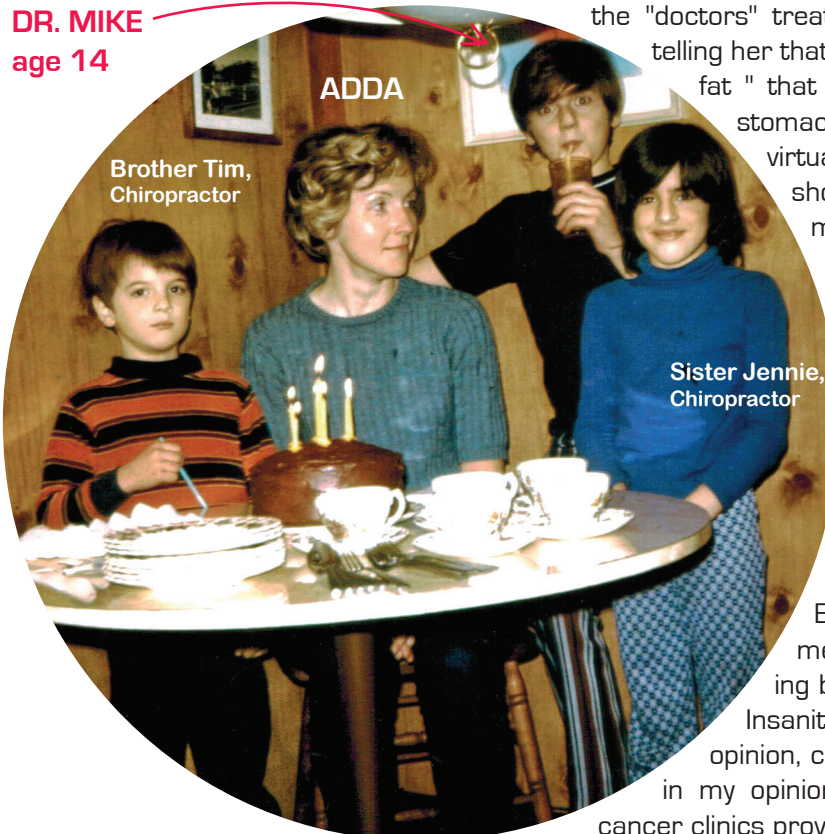 DR. MIKE
age 14
ADDA
Brother Tim,
Chiropractor
Sister Jennie,
Chiropractor
the "doctors" treat
telling her that
fat " that
stomac
virtua
sho
m
E
me
ing b
Insanit
opinion, c
in my opinion
cancer clinics prov